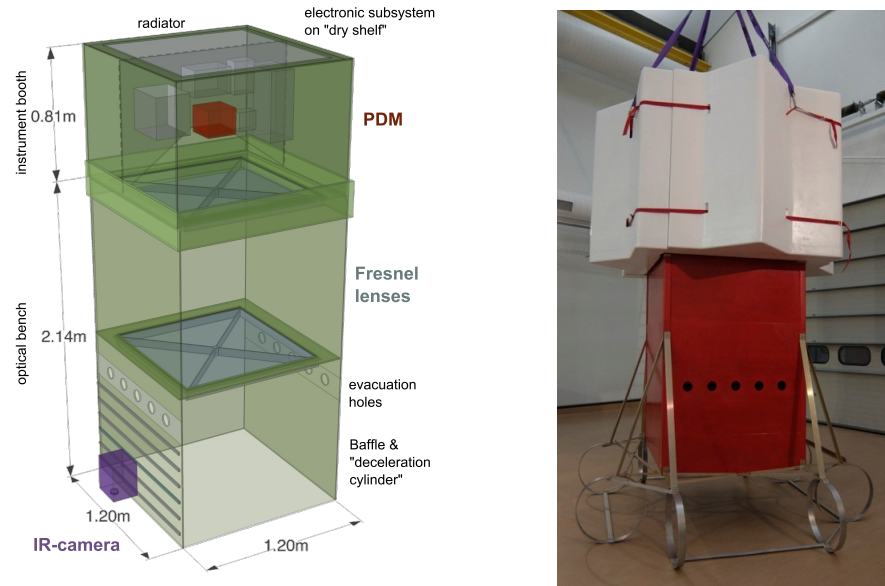 radiator
electronic subsystem
on "dry shelf"
instrument booth
0.81m
PDM
Fresnel
lenses
optical bench
2.14m
evacuation
holes
Baffle &
"deceleration
cylinder"
1.20m
1.20m
IR-camera